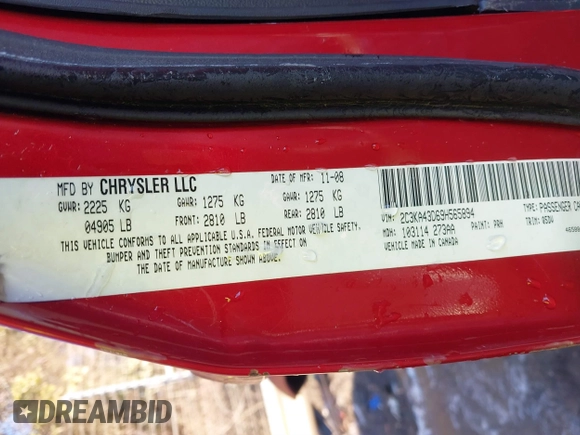 MFD BY CHRYSLER LLC
DATE OF MFR: 11-08
GVWR: 2225 KG
04905 LB
GAWR: 1275 KG
FRONT: 2810 LB
GAWR: 1275 KG
REAR: 2810 LB
THIS VEHICLE CONFORMS TO ALL APPLICABLE U.S.A. FEDERAL MOTOR VEHICLE SAFETY,
BUMPER AND THEFT PREVENTION STANDARDS IN EFFECT ON
THE DATE OF MANUFACTURE SHOWN ABOVE.
VIN: 2C3KA43D69H565894
TYPE: PASSENGER CAR
MDH: 103114 273AA
PAINT: PRH
TRIM: B5DV
VEHICLE MADE IN CANADA
DREAMBID